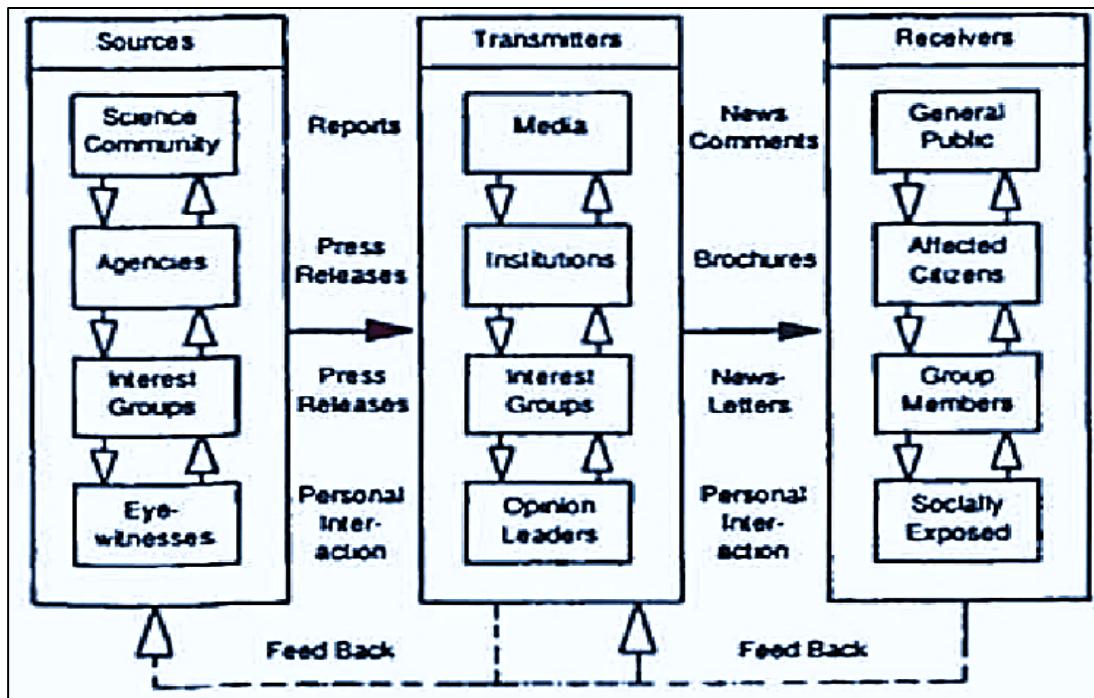 Sources
Science
Community
Agencies
Interest
Groups
Eye-
witnesses
Reports
Press
Releases
Press
Releases
Personal
Inter-
action
Transmitters
Media
Institutions
Interest
Groups
Opinion
Leaders
News
Comments
Brochures
News-
Letters
Personal
Inter-
action
Receivers
General
Public
Affected
Citizens
Group
Members
Socially
Exposed
Feed Back
Feed Back